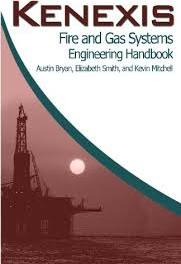 KENEXIS
Fire and Gas Systems
Engineering Handbook
Austin Bryan, Elizabeth Smith, and Kevin Mitchell